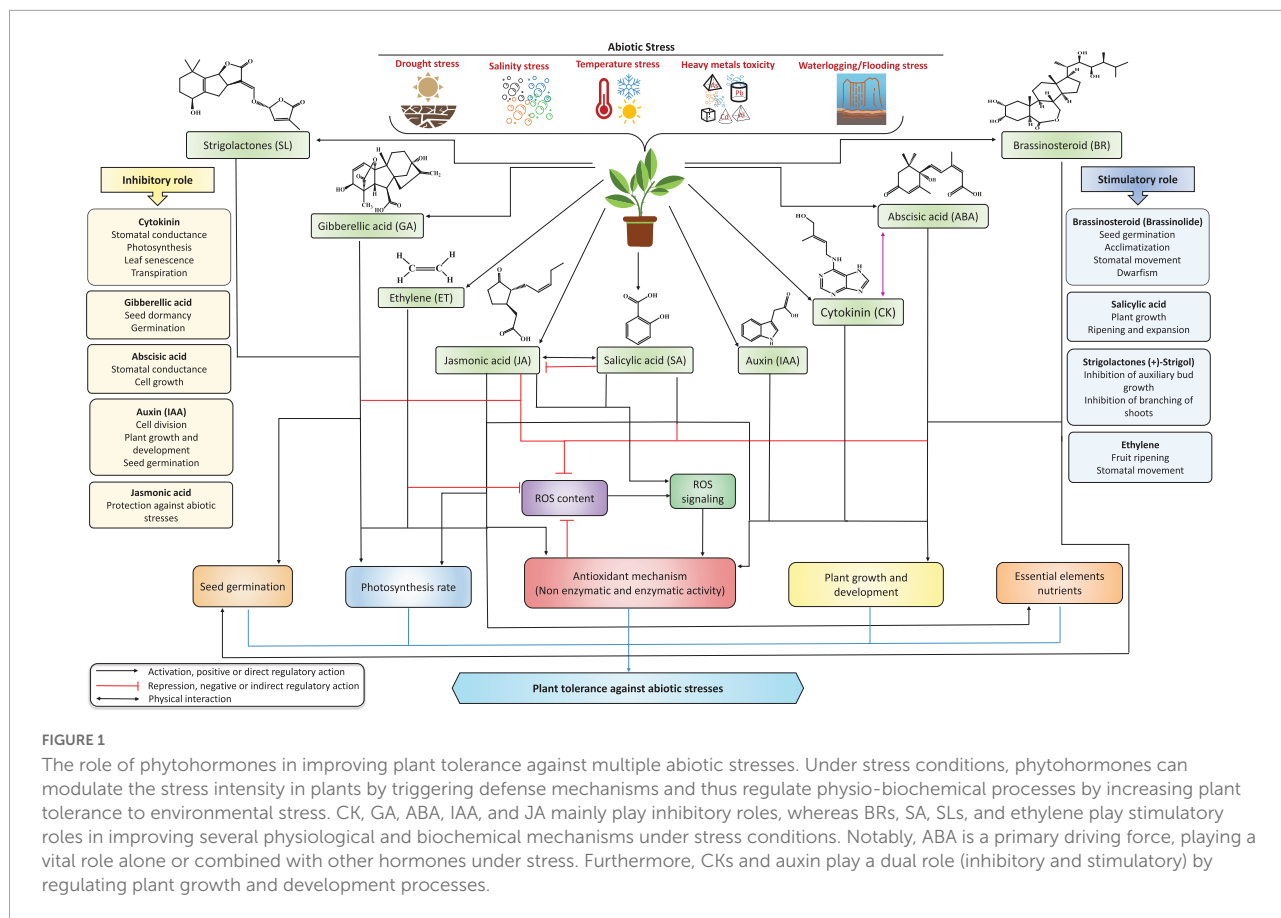 Abiotic Stress
Drought stress
Salinity stress
Temperature stress
Heavy metals toxicity
Waterlogging/Flooding stress
Pb
Cd
OH
O
O
O
O
O
Strigolactones (SL)
Brassinosteroid (BR)
Gibberellic acid (GA)
Abscisic acid (ABA)
Ethylene (ET)
Cytokinin (CK)
Jasmonic acid (JA)
Salicylic acid (SA)
Auxin (IAA)
Inhibitory role
Cytokinin
Stomatal conductance
Photosynthesis
Leaf senescence
Transpiration
Gibberellic acid
Seed dormancy
Germination
Abscisic acid
Stomatal conductance
Cell growth
Auxin (IAA)
Cell division
Plant growth and
development
Seed germination
Jasmonic acid
Protection against abiotic
stresses
Stimulatory role
Brassinosteroid (Brassinolide)
Seed germination
Acclimatization
Stomatal movement
Dwarfism
Salicylic acid
Plant growth
Ripening and expansion
Strigolactones (+)-Strigol
Inhibition of auxiliary bud
growth
Inhibition of branching of
shoots
Ethylene
Fruit ripening
Stomatal movement
ROS content
ROS
signaling
Seed germination
Photosynthesis rate
Antioxidant mechanism
(Non enzymatic and enzymatic activity)
Plant growth and
development
Essential elements
nutrients
Activation, positive or direct regulatory action
Repression, negative or indirect regulatory action
Physical interaction
Plant tolerance against abiotic stresses
FIGURE 1
The role of phytohormones in improving plant tolerance against multiple abiotic stresses. Under stress conditions, phytohormones can
modulate the stress intensity in plants by triggering defense mechanisms and thus regulate physio-biochemical processes by increasing plant
tolerance to environmental stress. CK, GA, ABA, IAA, and JA mainly play inhibitory roles, whereas BRs, SA, SLs, and ethylene play stimulatory
roles in improving several physiological and biochemical mechanisms under stress conditions. Notably, ABA is a primary driving force, playing a
vital role alone or combined with other hormones under stress. Furthermore, CKs and auxin play a dual role (inhibitory and stimulatory) by
regulating plant growth and development processes.